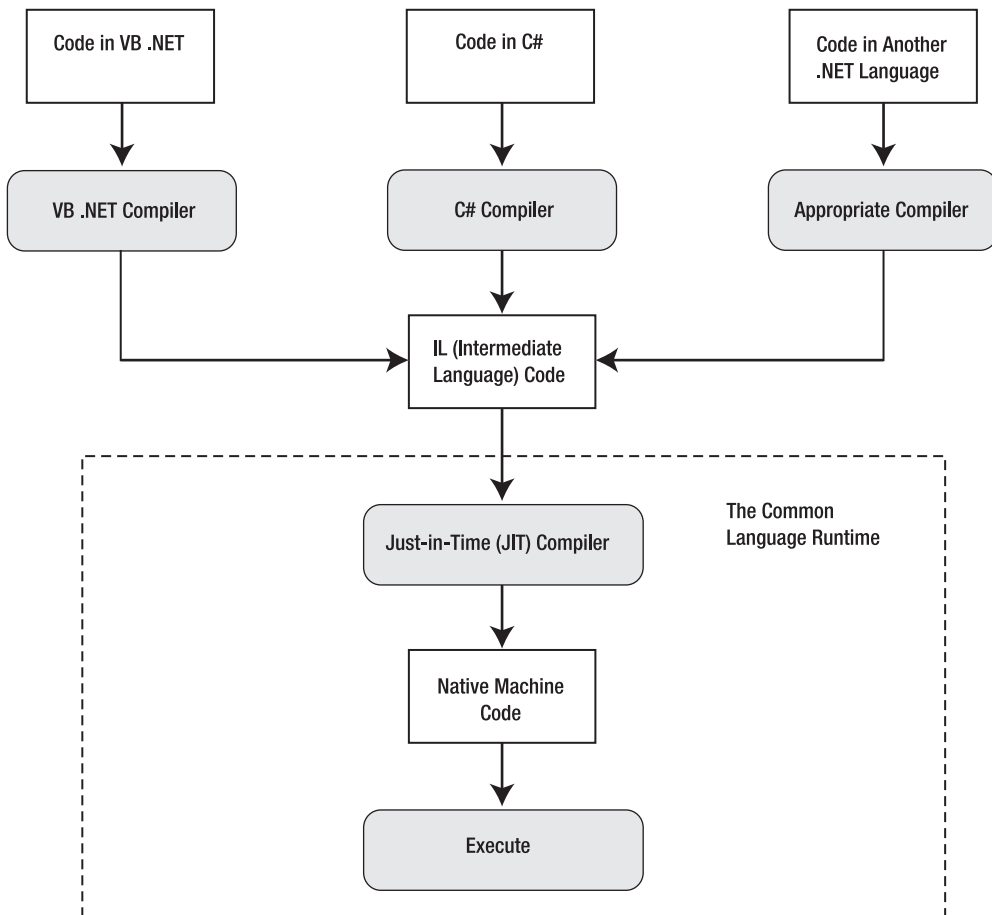 Code in VB .NET
Code in C#
Code in Another
.NET Language
VB .NET Compiler
C# Compiler
Appropriate Compiler
IL (Intermediate
Language) Code
The Common
Language Runtime
Just-in-Time (JIT) Compiler
Native Machine
Code
Execute